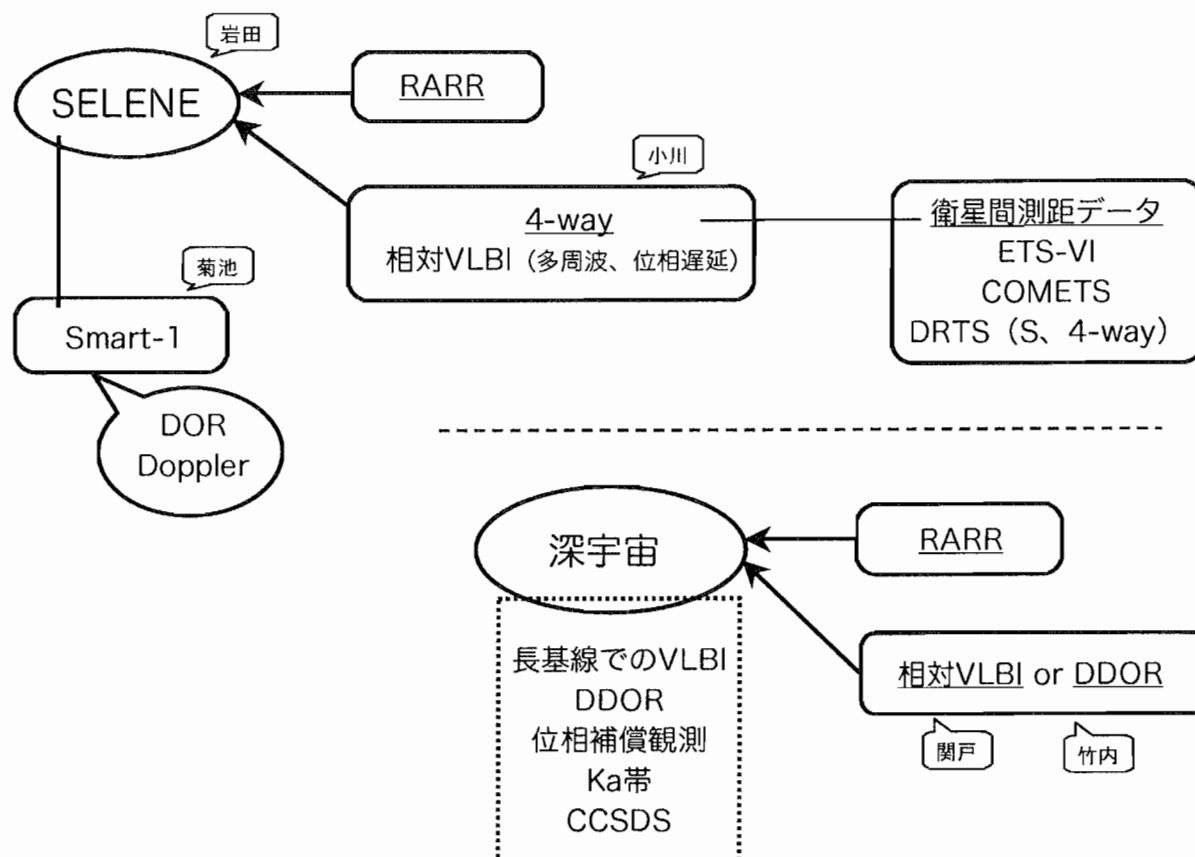 岩田
SELENE
RARR
小川
4-way
相対VLBI（多周波、位相遅延）
衛星間測距データ
ETS-VI
COMETS
DRTS（S、4-way）
菊池
Smart-1
DOR
Doppler
深宇宙
RARR
長基線でのVLBI
DDOR
位相補償観測
Ka帯
CCSDS
相対VLBI or DDOR
関戸
竹内